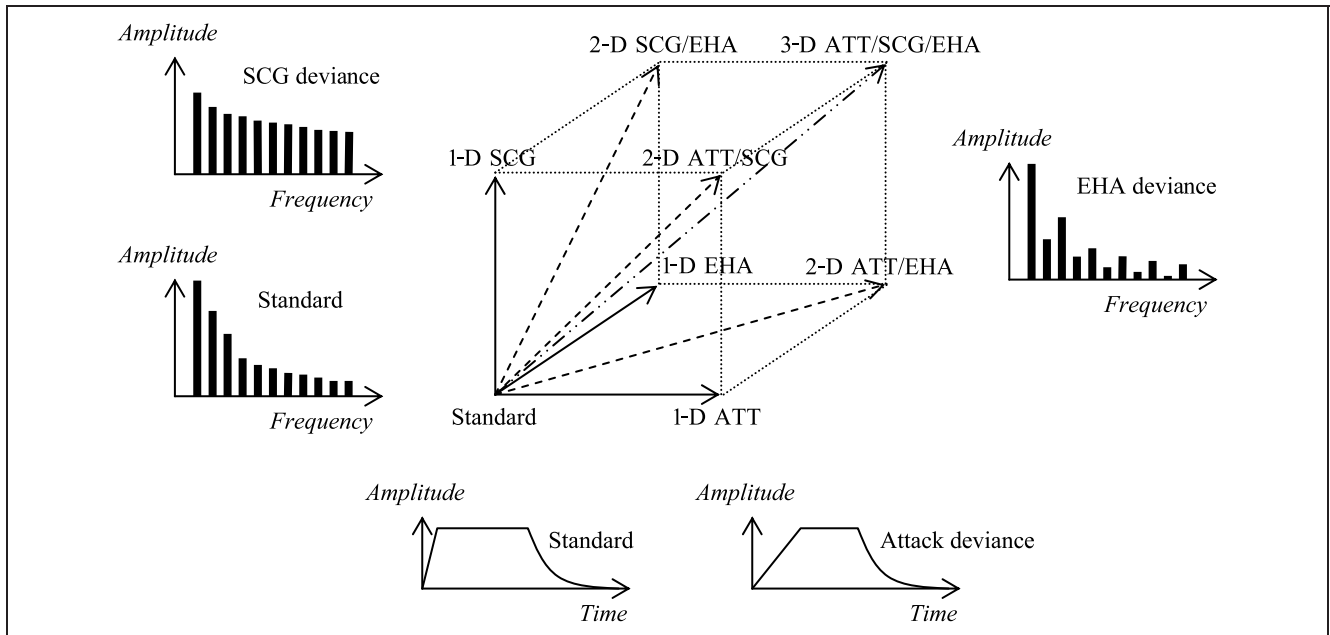 Amplitude
SCG deviance
Frequency
2-D SCG/EHA
3-D ATT/SCG/EHA
1-D SCG
2-D ATT/SCG
Amplitude
EHA deviance
Frequency
Amplitude
Standard
Frequency
1-D EHA
2-D ATT/EHA
Standard
1-D ATT
Amplitude
Standard
Time
Amplitude
Attack deviance
Time